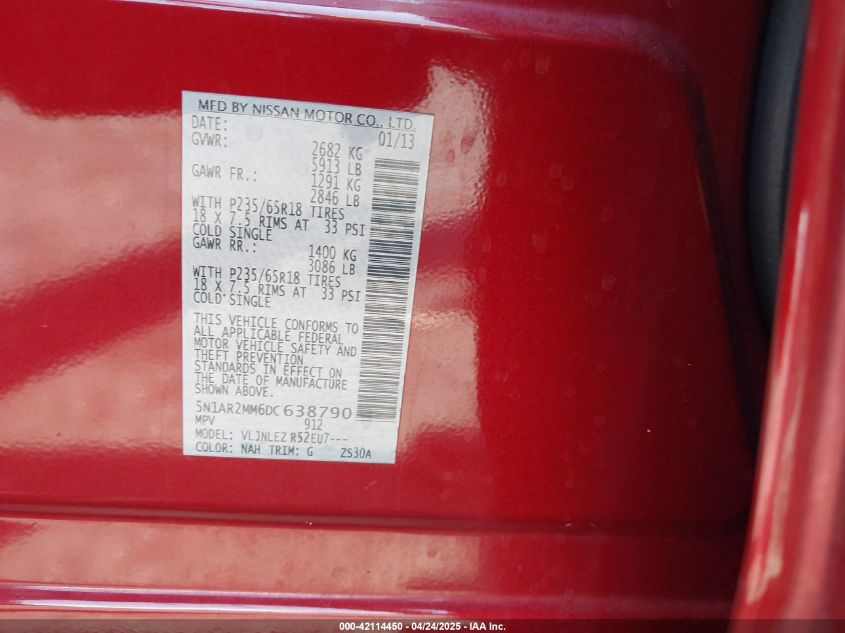 MFD BY NISSAN MOTOR CO., LTD.
DATE: 01/13
GVWR: 2682 KG
5913 LB
GAWR FR.: 1291 KG
2846 LB
WITH P235/65R18 TIRES
18 X 7.5 RIMS AT 33 PSI
COLD SINGLE
GAWR RR.: 1400 KG
3086 LB
WITH P235/65R18 TIRES
18 X 7.5 RIMS AT 33 PSI
COLD SINGLE
THIS VEHICLE CONFORMS TO
ALL APPLICABLE FEDERAL
MOTOR VEHICLE SAFETY AND
THEFT PREVENTION
STANDARDS IN EFFECT ON
THE DATE OF MANUFACTURE
SHOWN ABOVE.
5N1AR2MM6DC638790
MPV 912
MODEL: VLJNLEZ R52EU7---
COLOR: NAH TRIM: G ZS30A
000-42114450 - 04/24/2025 - IAA Inc.